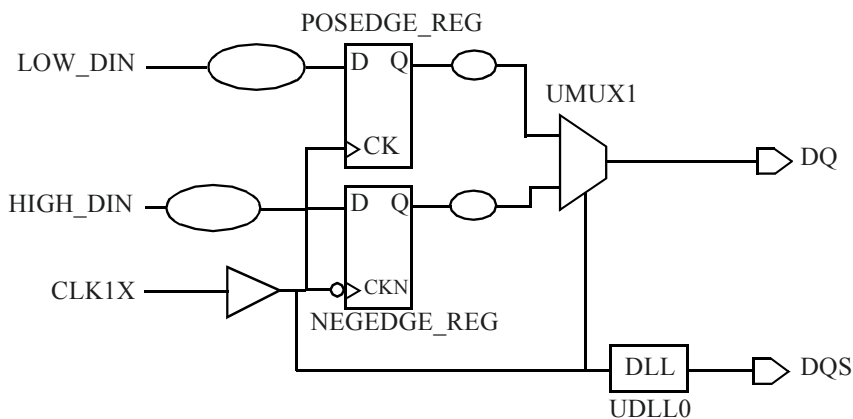 POSEDGE_REG
LOW_DIN
D Q
UMUX1
CK
DQ
HIGH_DIN
D Q
CLK1X
CKN
NEGEDGE_REG
DLL
DQS
UDLL0